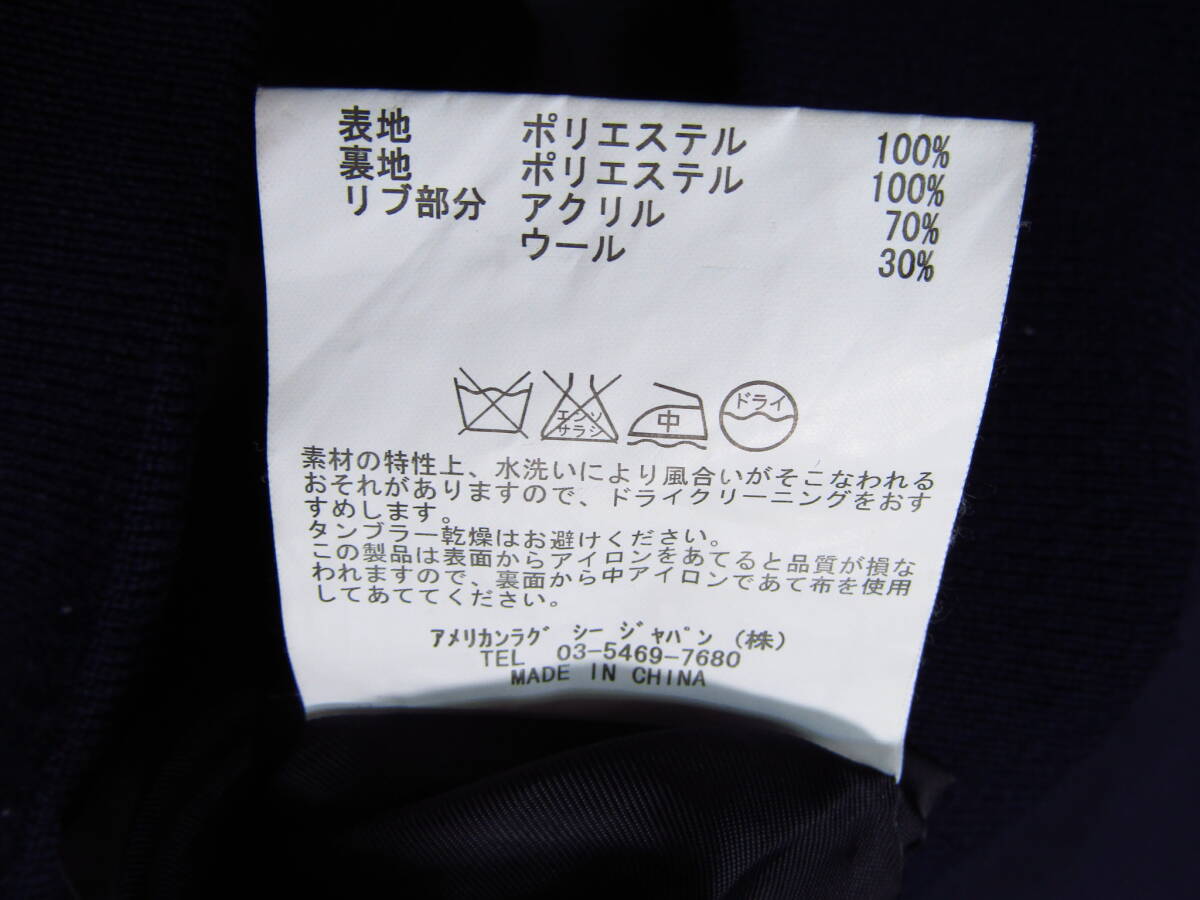 表地 ポリエステル 100%
裏地 ポリエステル 100%
リブ部分 アクリル 70%
ウール 30%
エンソ
サラシ
中
ドライ
素材の特性上、水洗いにより風合いがそこなわれる
おそれがありますので、ドライクリーニングをおす
すめします。
タンブラー乾燥はお避けください。
この製品は表面からアイロンをあてると品質が損な
われますので、裏面から中アイロンであて布を使用
してあててください。
ｱﾒﾘｶﾝﾗｸﾞ ｼｰ ｼﾞｬﾊﾟﾝ (株)
TEL 03-5469-7680
MADE IN CHINA